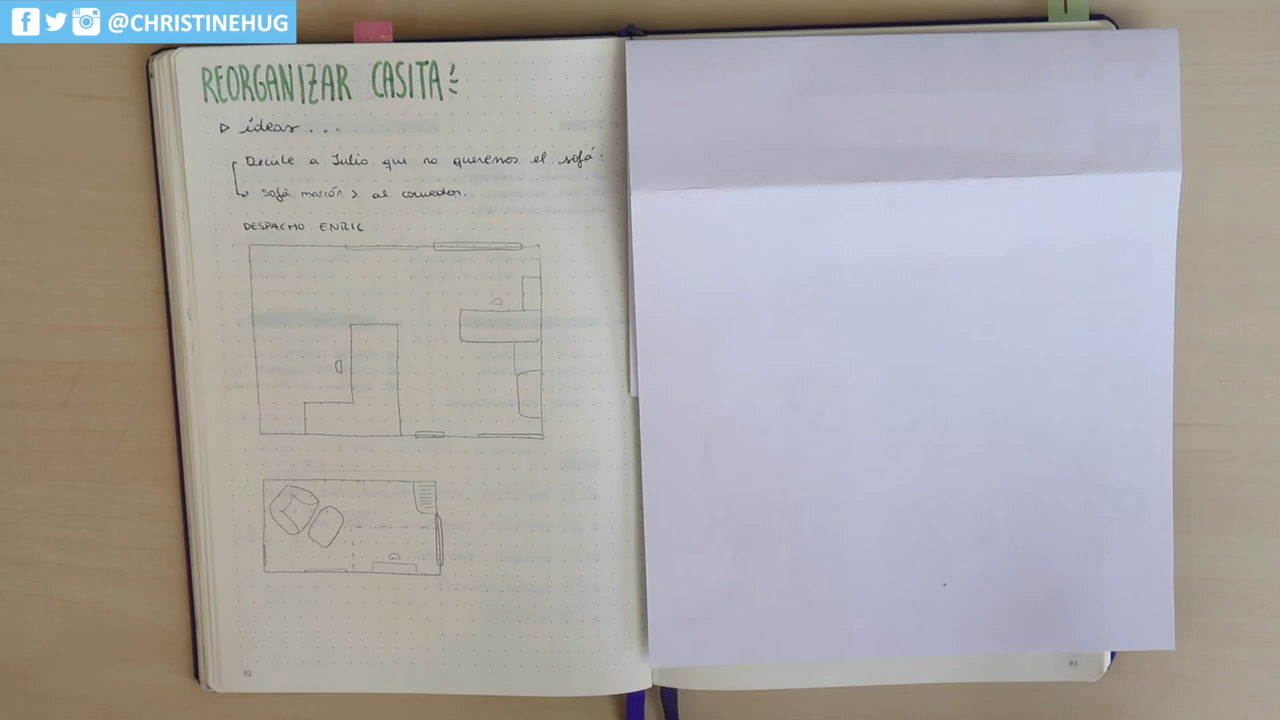 @CHRISTINEHUG
REORGANIZAR CASITA
ideas...
Decirle a Julio que no queremos el sofá.
sofá marrón > al comedor.
DESPACHO ENRIC
92
93
1